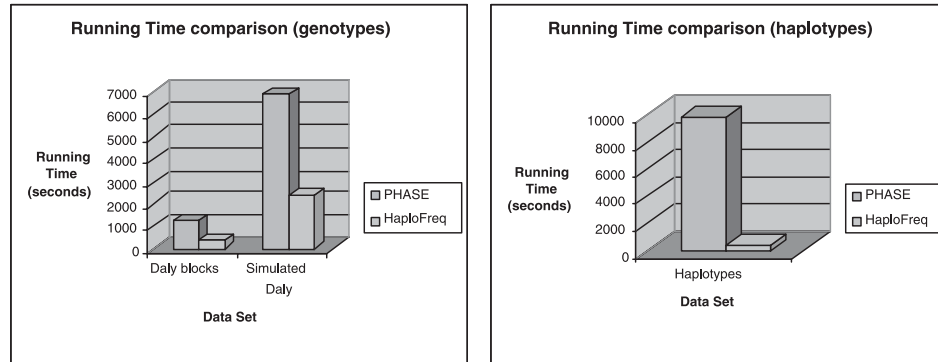 Running Time comparison (genotypes)
7000
6000
5000
4000
3000
2000
1000
0
Running
Time
(seconds)
Daly blocks
Simulated
Daly
Data Set
PHASE
HaploFreq
Running Time comparison (haplotypes)
10000
8000
6000
4000
2000
0
Running
Time
(seconds)
Haplotypes
Data Set
PHASE
HaploFreq